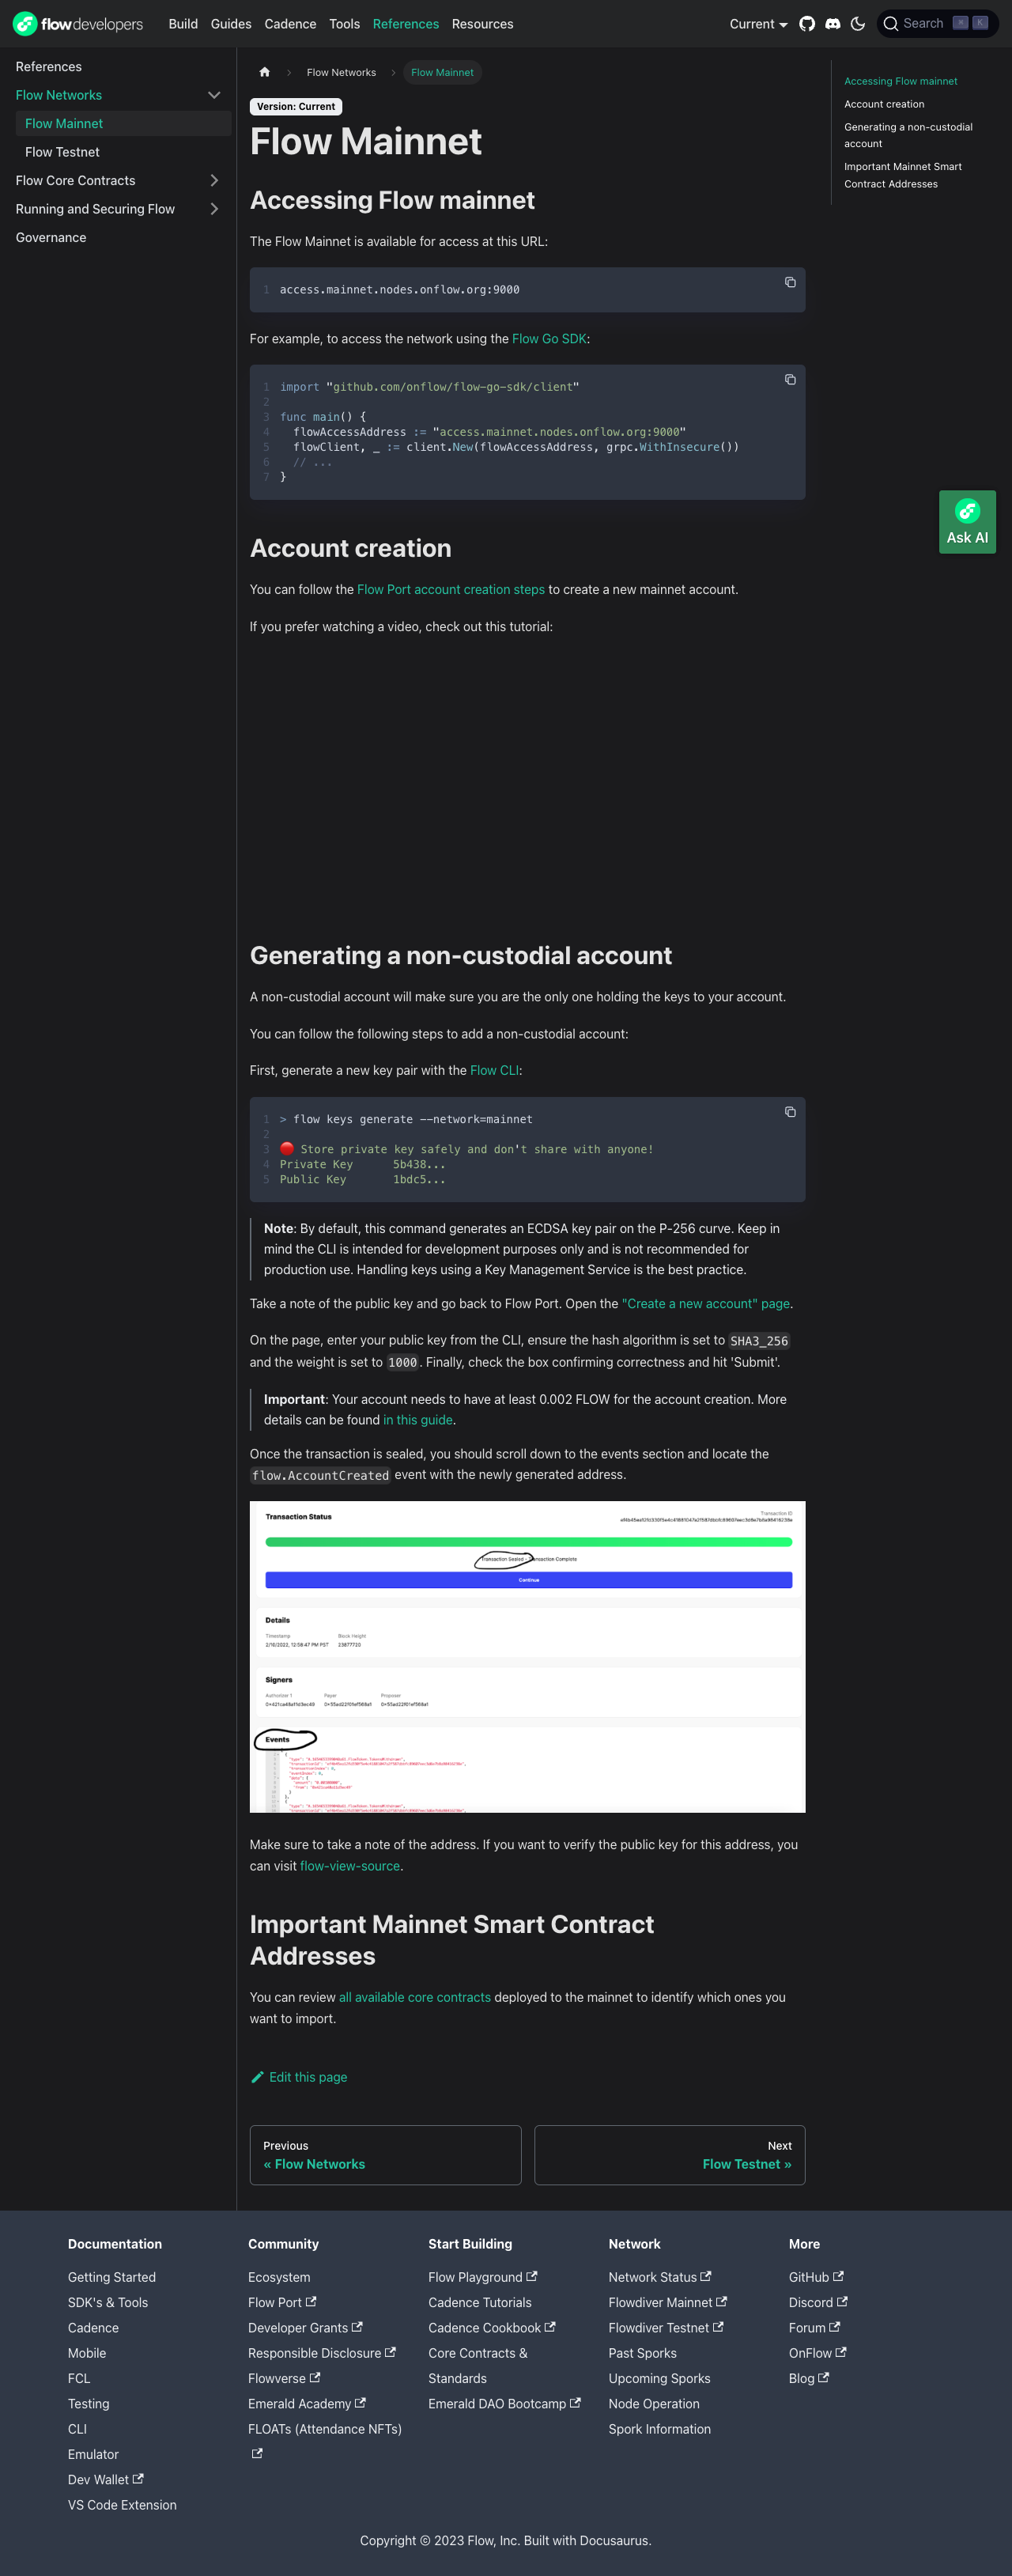 flowdevelopers
Build Guides Cadence Tools References Resources
Current
Search ⌘ K
References
Flow Networks
Flow Mainnet
Flow Testnet
Flow Core Contracts
Running and Securing Flow
Governance
Flow Networks
Flow Mainnet
Version: Current
Flow Mainnet
Accessing Flow mainnet
The Flow Mainnet is available for access at this URL:
1 access.mainnet.nodes.onflow.org:9000
For example, to access the network using the Flow Go SDK:
1 import "github.com/onflow/flow-go-sdk/client"
2
3 func main() {
4 flowAccessAddress := "access.mainnet.nodes.onflow.org:9000"
5 flowClient, _ := client.New(flowAccessAddress, grpc.WithInsecure())
6 // ...
7 }
Account creation
You can follow the Flow Port account creation steps to create a new mainnet account.
If you prefer watching a video, check out this tutorial:
Generating a non-custodial account
A non-custodial account will make sure you are the only one holding the keys to your account.
You can follow the following steps to add a non-custodial account:
First, generate a new key pair with the Flow CLI:
1 > flow keys generate --network=mainnet
2
3 🔴 Store private key safely and don't share with anyone!
4 Private Key 5b438...
5 Public Key 1bdc5...
Note: By default, this command generates an ECDSA key pair on the P-256 curve. Keep in
mind the CLI is intended for development purposes only and is not recommended for
production use. Handling keys using a Key Management Service is the best practice.
Take a note of the public key and go back to Flow Port. Open the "Create a new account" page.
On the page, enter your public key from the CLI, ensure the hash algorithm is set to SHA3_256
and the weight is set to 1000. Finally, check the box confirming correctness and hit 'Submit'.
Important: Your account needs to have at least 0.002 FLOW for the account creation. More
details can be found in this guide.
Once the transaction is sealed, you should scroll down to the events section and locate the
flow.AccountCreated event with the newly generated address.
Transaction Status
Transaction ID
Transaction Sealed - Transaction Complete
Continue
Details
Timestamp Block Height
2/16/2022, 12:58:47 PM PST 23877720
Signers
Authorizer 1 Payer Proposer
Events
Make sure to take a note of the address. If you want to verify the public key for this address, you
can visit flow-view-source.
Important Mainnet Smart Contract
Addresses
You can review all available core contracts deployed to the mainnet to identify which ones you
want to import.
Edit this page
Previous
« Flow Networks
Next
Flow Testnet »
Accessing Flow mainnet
Account creation
Generating a non-custodial
account
Important Mainnet Smart
Contract Addresses
Ask AI
Documentation
Getting Started
SDK's & Tools
Cadence
Mobile
FCL
Testing
CLI
Emulator
Dev Wallet
VS Code Extension
Community
Ecosystem
Flow Port
Developer Grants
Responsible Disclosure
Flowverse
Emerald Academy
FLOATs (Attendance NFTs)
Start Building
Flow Playground
Cadence Tutorials
Cadence Cookbook
Core Contracts &
Standards
Emerald DAO Bootcamp
Network
Network Status
Flowdiver Mainnet
Flowdiver Testnet
Past Sporks
Upcoming Sporks
Node Operation
Spork Information
More
GitHub
Discord
Forum
OnFlow
Blog
Copyright © 2023 Flow, Inc. Built with Docusaurus.